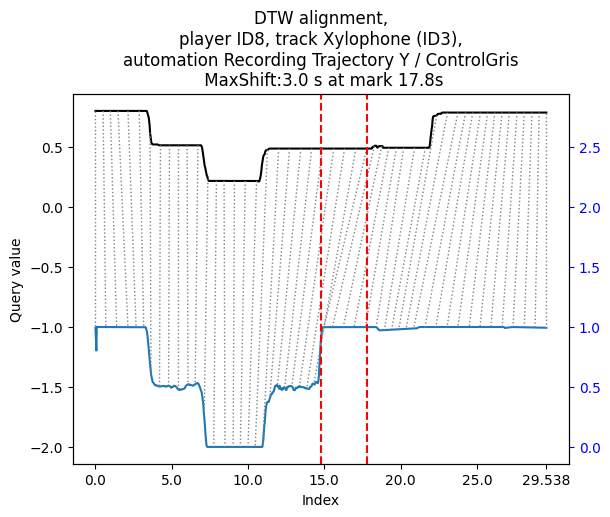 DTW alignment,
player ID8, track Xylophone (ID3),
automation Recording Trajectory Y / ControlGris
MaxShift:3.0 s at mark 17.8s
0.5
0.0
−0.5
−1.0
−1.5
−2.0
Query value
2.5
2.0
1.5
1.0
0.5
0.0
0.0 5.0 10.0 15.0 20.0 25.0 29.538
Index